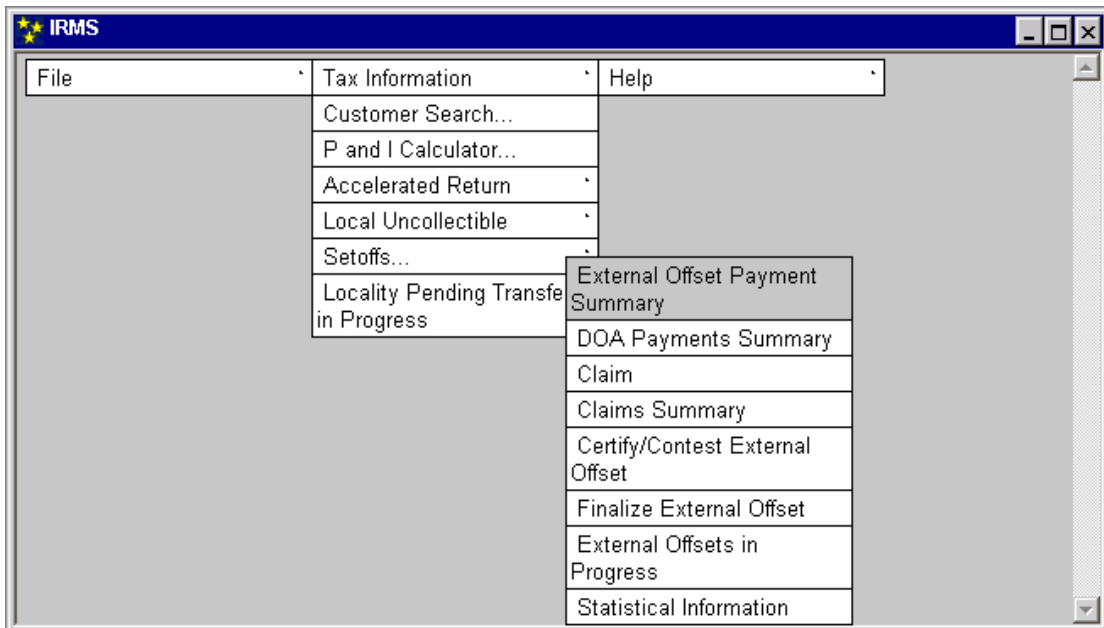 IRMS
File
Tax Information
Help
Customer Search...
P and I Calculator...
Accelerated Return
Local Uncollectible
Setoffs...
Locality Pending Transfe
in Progress
External Offset Payment
Summary
DOA Payments Summary
Claim
Claims Summary
Certify/Contest External
Offset
Finalize External Offset
External Offsets in
Progress
Statistical Information